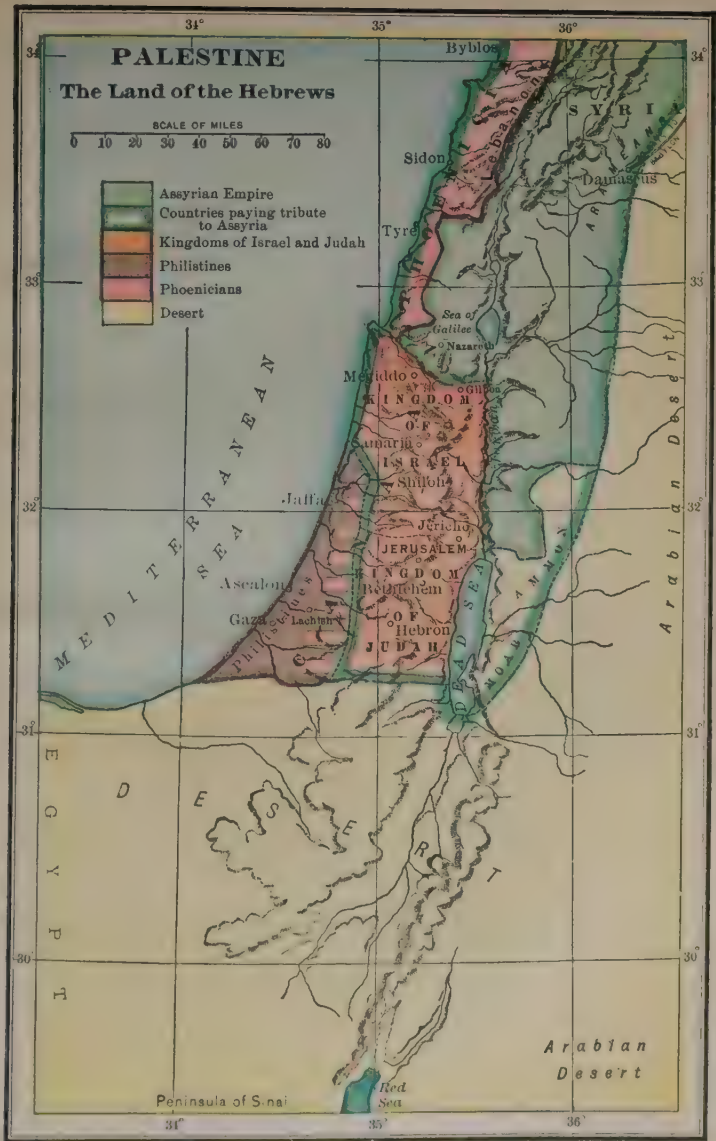 34°
35°
36°
34°
PALESTINE
The Land of the Hebrews
SCALE OF MILES
0 10 20 30 40 50 60 70 80
Assyrian Empire
Countries paying tribute
to Assyria
Kingdoms of Israel and Judah
Philistines
Phoenicians
Desert
Byblos
SYRIA
Lebanon
PHOENICIA
Sidon
Damascus
ARAMEANS
Tyre
33°
33°
Sea of
Galilee
Nazareth
Megiddo
Gilboa
KINGDOM
OF
Samaria
ISRAEL
Shiloh
MEDITERRANEAN
SEA
Arabian Desert
32°
32°
Jaffa
Jericho
JERUSALEM
KINGDOM
Bethlehem
Ascalon
Gaza
Lachish
OF
Hebron
JUDAH
Philistines
DEAD SEA
AMMON
MOAB
31°
31°
EGYPT
DESERT
30°
30°
Arabian
Desert
Peninsula of Sinai
Red
Sea
34°
35°
36°